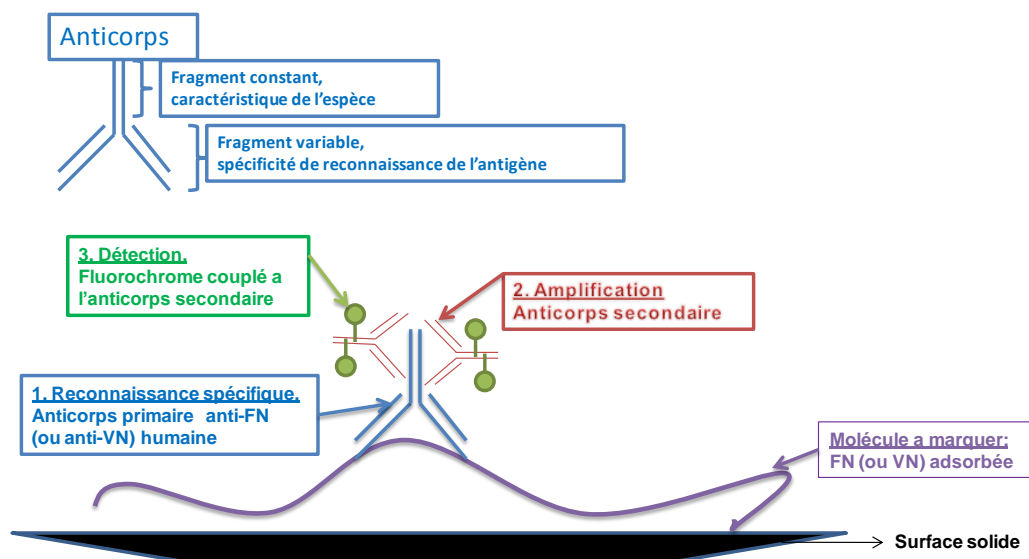 Anticorps
Fragment constant,
caractéristique de l'espèce
Fragment variable,
spécificité de reconnaissance de l'antigène
3. Détection.
Fluorochrome couplé a
l'anticorps secondaire
2. Amplification
Anticorps secondaire
1. Reconnaissance spécifique.
Anticorps primaire anti-FN
(ou anti-VN) humaine
Molécule a marquer:
FN (ou VN) adsorbée
Surface solide